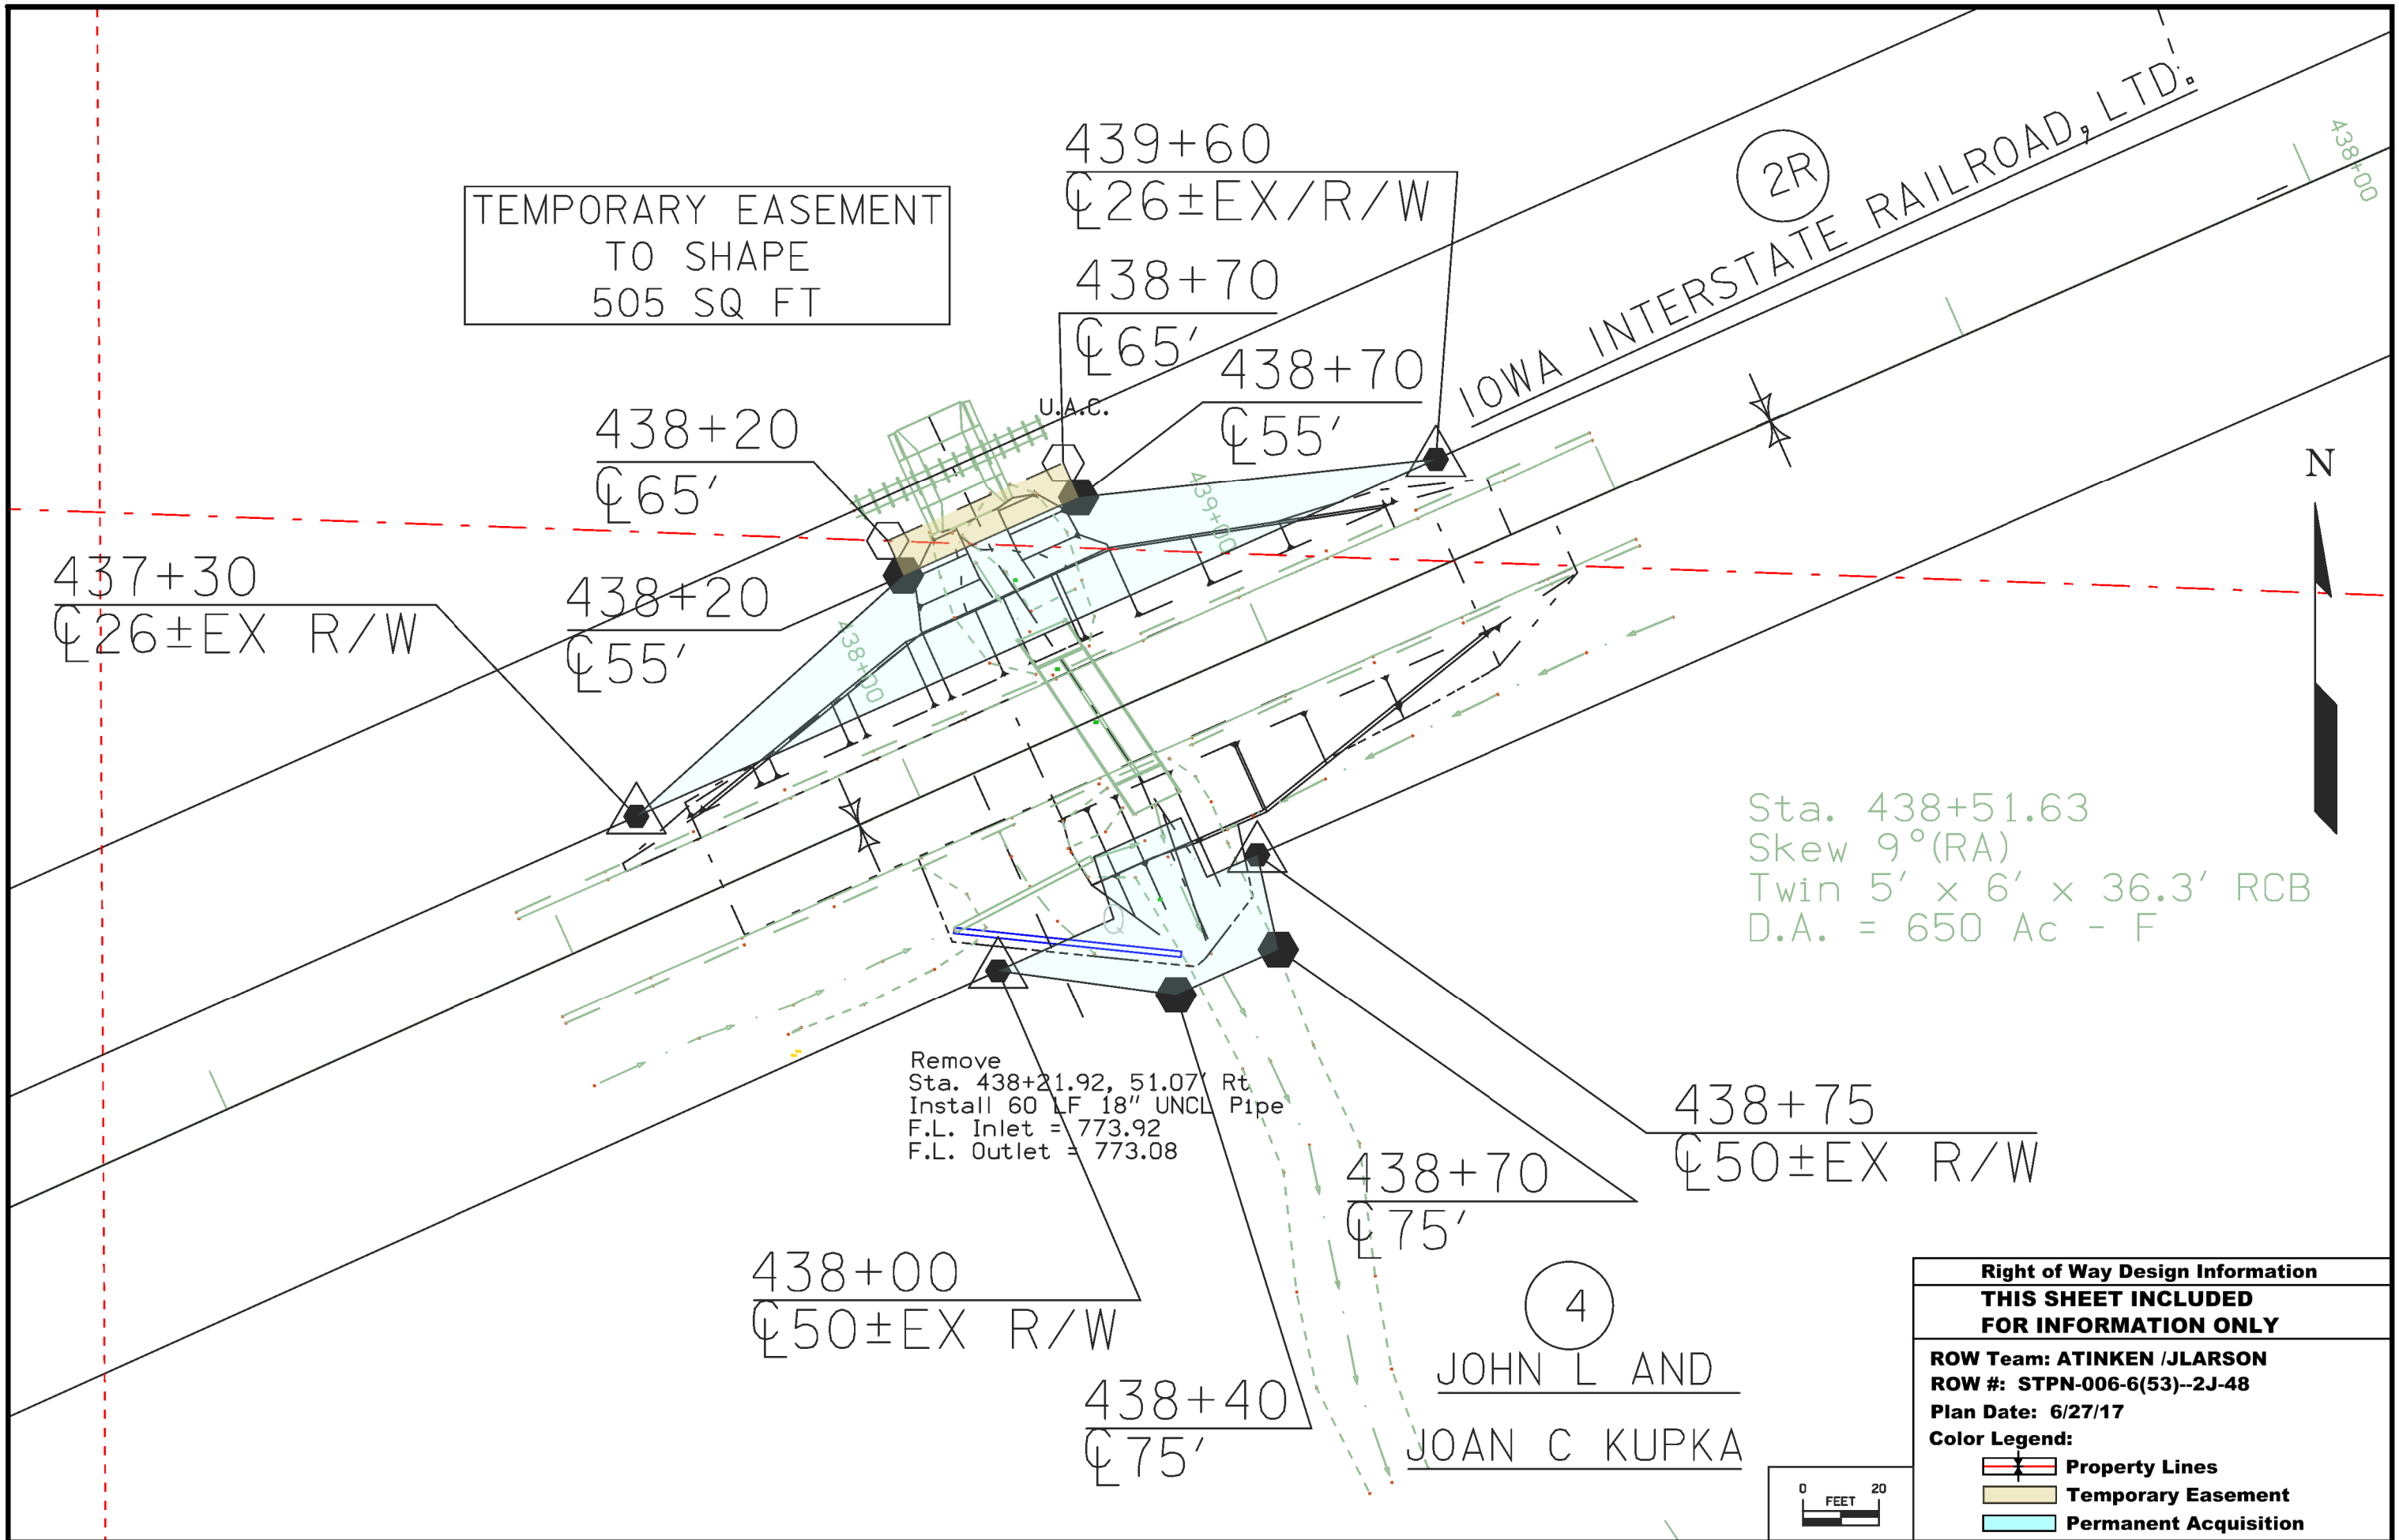 439+60
℄26±EX/R/W
2R
IOWA INTERSTATE RAILROAD, LTD.
438+00
TEMPORARY EASEMENT
TO SHAPE
505 SQ FT
438+70
℄65'
438+70
℄55'
U.A.C.
438+20
℄65'
N
439+00
437+30
℄26±EX R/W
438+20
℄55'
438+00
Sta. 438+51.63
Skew 9°(RA)
Twin 5' x 6' x 36.3' RCB
D.A. = 650 Ac - F
Q
Remove
Sta. 438+21.92, 51.07' Rt
Install 60 LF 18" UNCL Pipe
F.L. Inlet = 773.92
F.L. Outlet = 773.08
438+75
℄50±EX R/W
438+70
℄75'
438+00
℄50±EX R/W
438+40
℄75'
4
JOHN L AND
JOAN C KUPKA
Right of Way Design Information
THIS SHEET INCLUDED
FOR INFORMATION ONLY
ROW Team: ATINKEN /JLARSON
ROW #: STPN-006-6(53)--2J-48
Plan Date: 6/27/17
Color Legend:
Property Lines
Temporary Easement
Permanent Acquisition
0 20
FEET